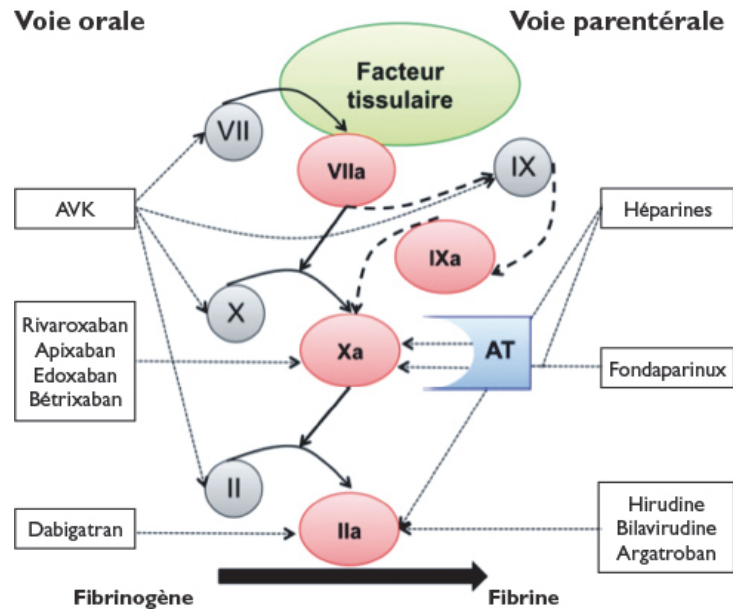 Voie orale
Voie parentérale
Facteur
tissulaire
VII
VIIa
IX
AVK
Héparines
IXa
X
Rivaroxaban
Apixaban
Edoxaban
Bétrixaban
Xa
AT
Fondaparinux
II
Hirudine
Bilavirudine
Argatroban
Dabigatran
IIa
Fibrinogène
Fibrine